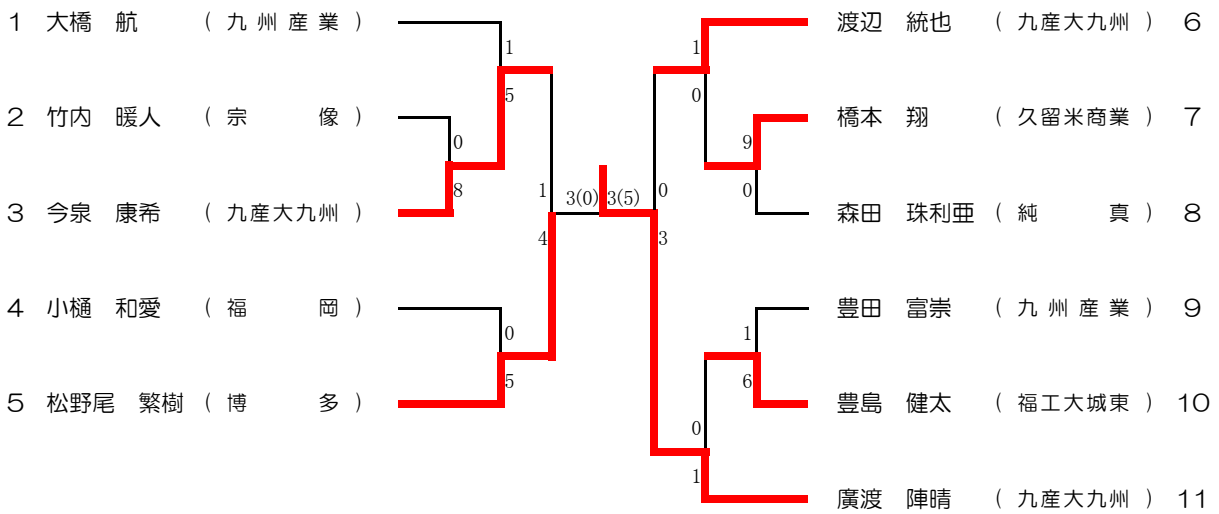 1 大橋 航 ( 九州産業 )
1
5
2 竹内 暖人 ( 宗 像 )
0
8
3 今泉 康希 ( 九産大九州 )
1
4
4 小樋 和愛 ( 福 岡 )
0
5
5 松野尾 繁樹 ( 博 多 )
3(0) 3(5)
渡辺 統也 ( 九産大九州 ) 6
1
0
橋本 翔 ( 久留米商業 ) 7
9
0
森田 珠利亜 ( 純 真 ) 8
0
3
豊田 富崇 ( 九州産業 ) 9
1
6
豊島 健太 ( 福工大城東 ) 10
0
1
廣渡 陣晴 ( 九産大九州 ) 11